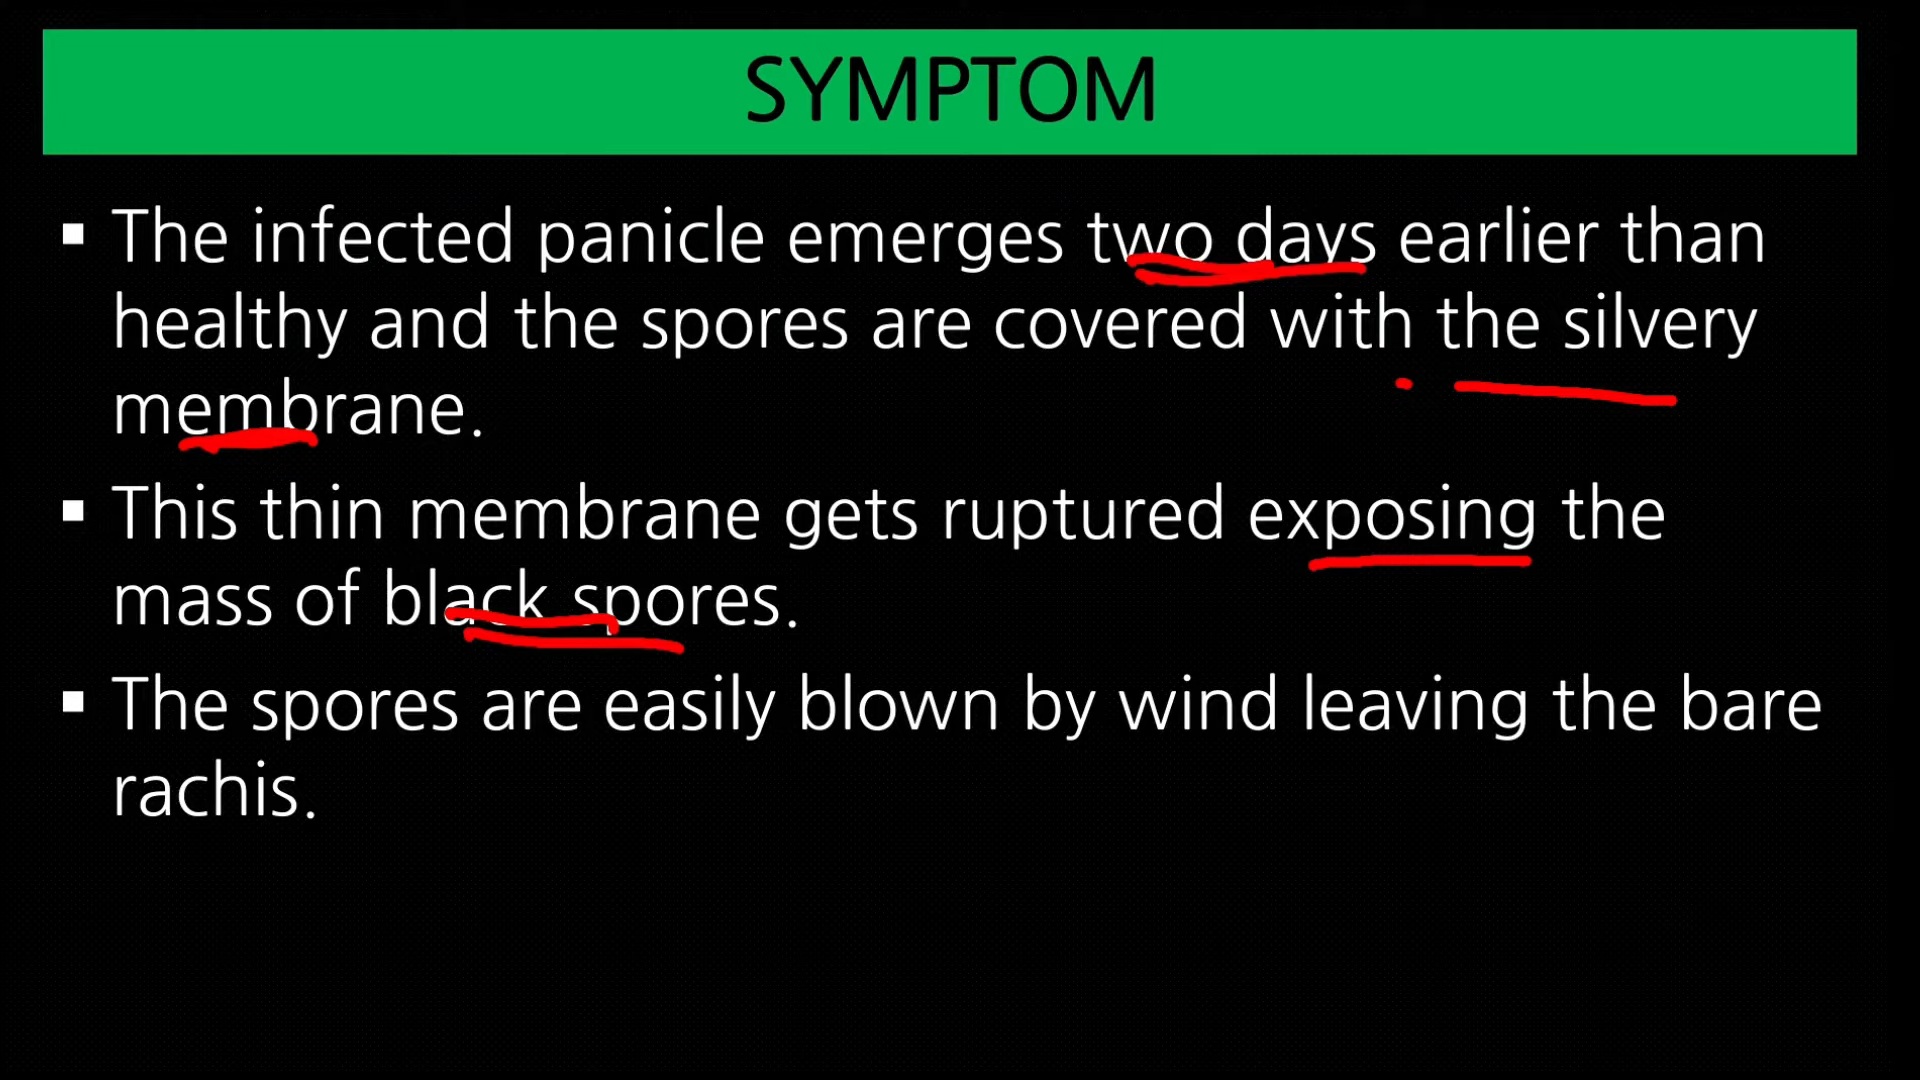 SYMPTOM
▪ The infected panicle emerges two days earlier than
healthy and the spores are covered with the silvery
membrane.
▪ This thin membrane gets ruptured exposing the
mass of black spores.
▪ The spores are easily blown by wind leaving the bare
rachis.